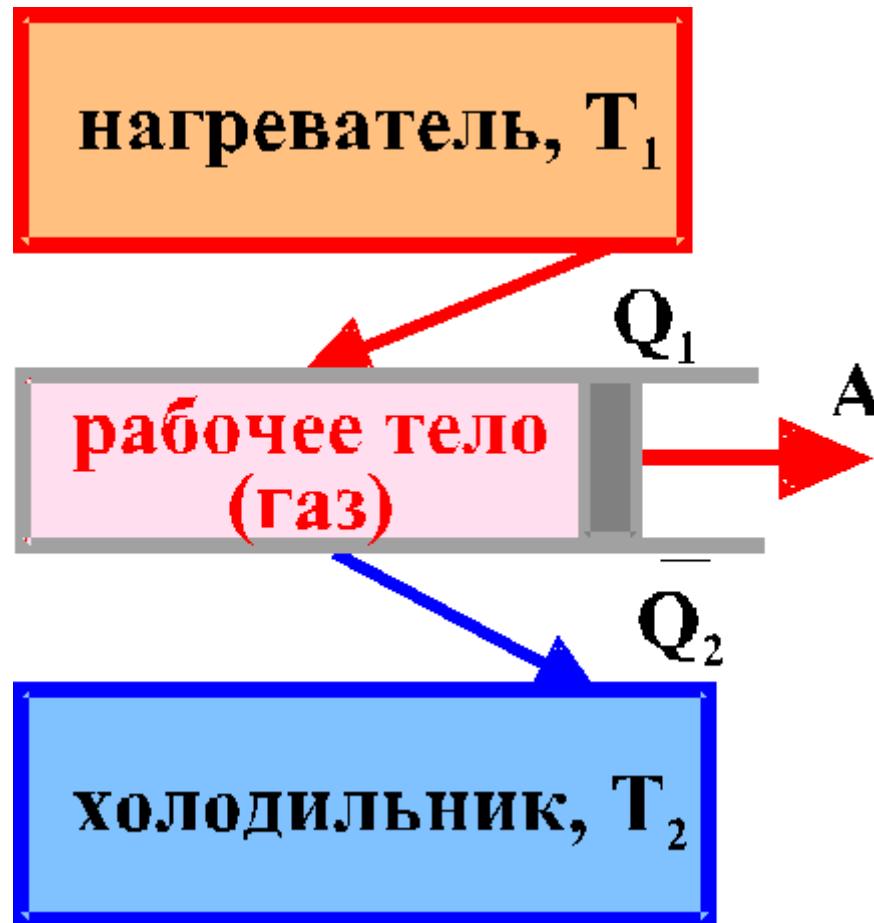 нагреватель, T₁
Q₁
A
рабочее тело
(газ)
Q₂
холодильник, T₂